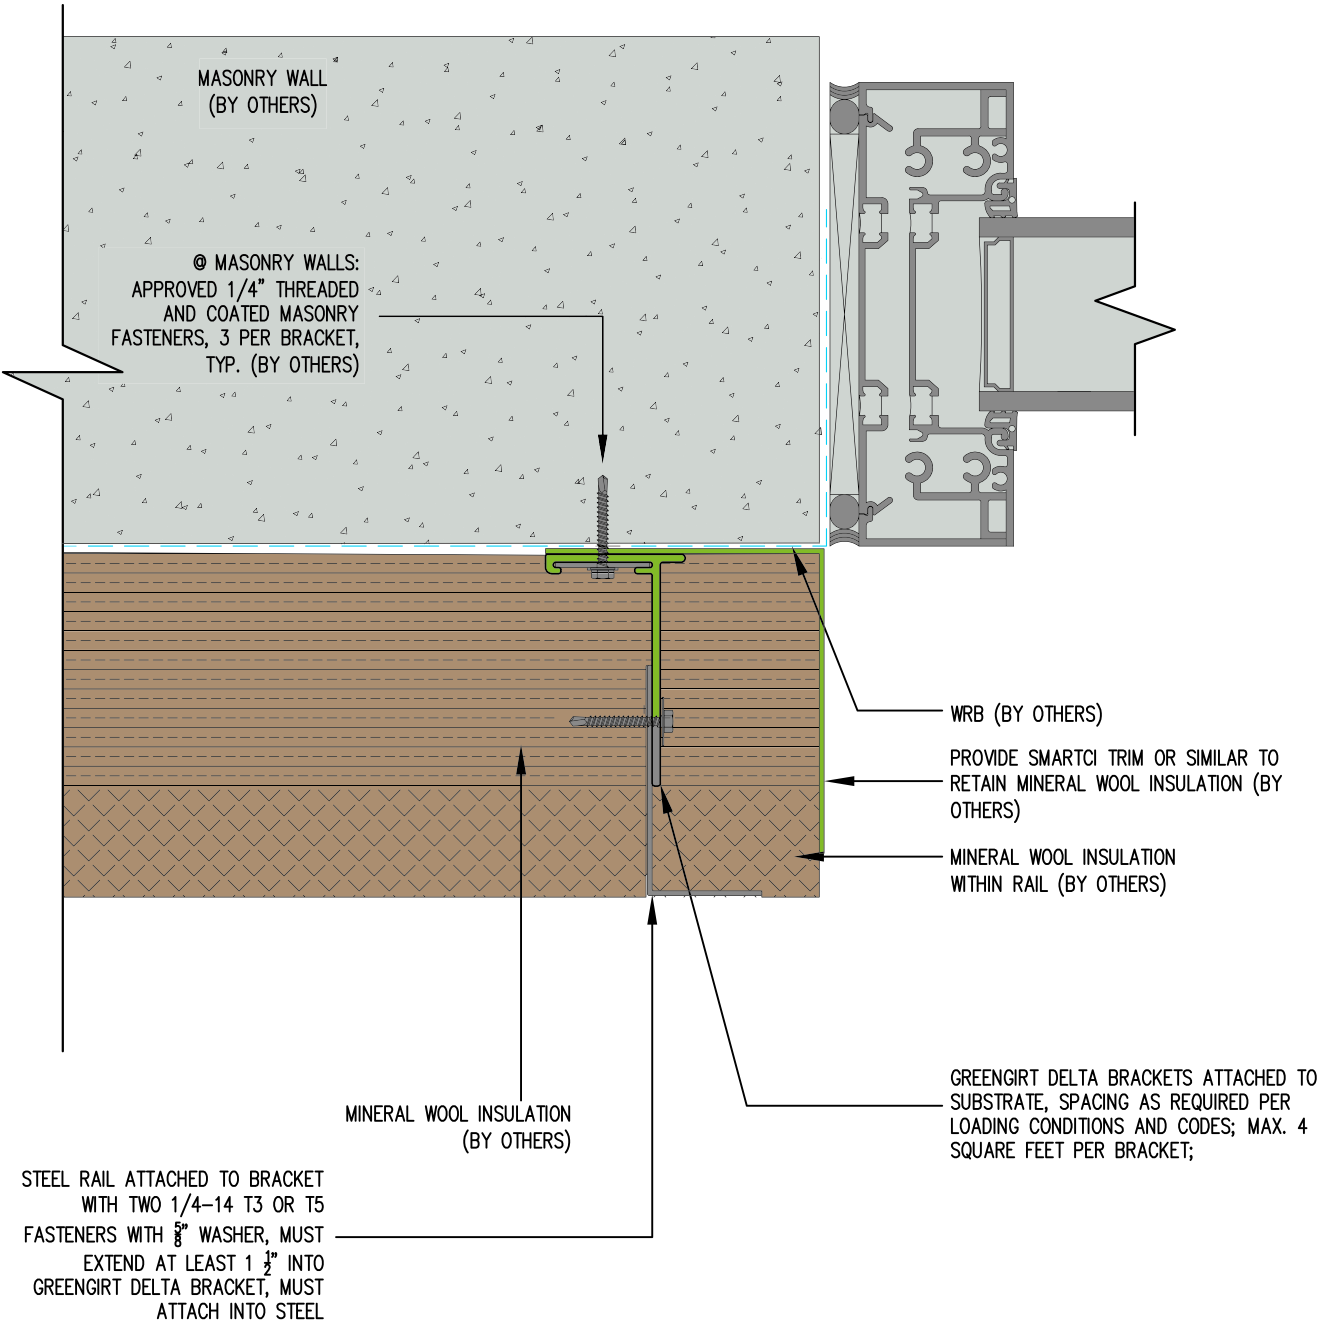 MASONRY WALL
(BY OTHERS)
@ MASONRY WALLS:
APPROVED 1/4" THREADED
AND COATED MASONRY
FASTENERS, 3 PER BRACKET,
TYP. (BY OTHERS)
WRB (BY OTHERS)
PROVIDE SMARTCI TRIM OR SIMILAR TO
RETAIN MINERAL WOOL INSULATION (BY
OTHERS)
MINERAL WOOL INSULATION
WITHIN RAIL (BY OTHERS)
GREENGIRT DELTA BRACKETS ATTACHED TO
SUBSTRATE, SPACING AS REQUIRED PER
LOADING CONDITIONS AND CODES; MAX. 4
SQUARE FEET PER BRACKET;
MINERAL WOOL INSULATION
(BY OTHERS)
STEEL RAIL ATTACHED TO BRACKET
WITH TWO 1/4-14 T3 OR T5
FASTENERS WITH 5/8" WASHER, MUST
EXTEND AT LEAST 1 1/2" INTO
GREENGIRT DELTA BRACKET, MUST
ATTACH INTO STEEL